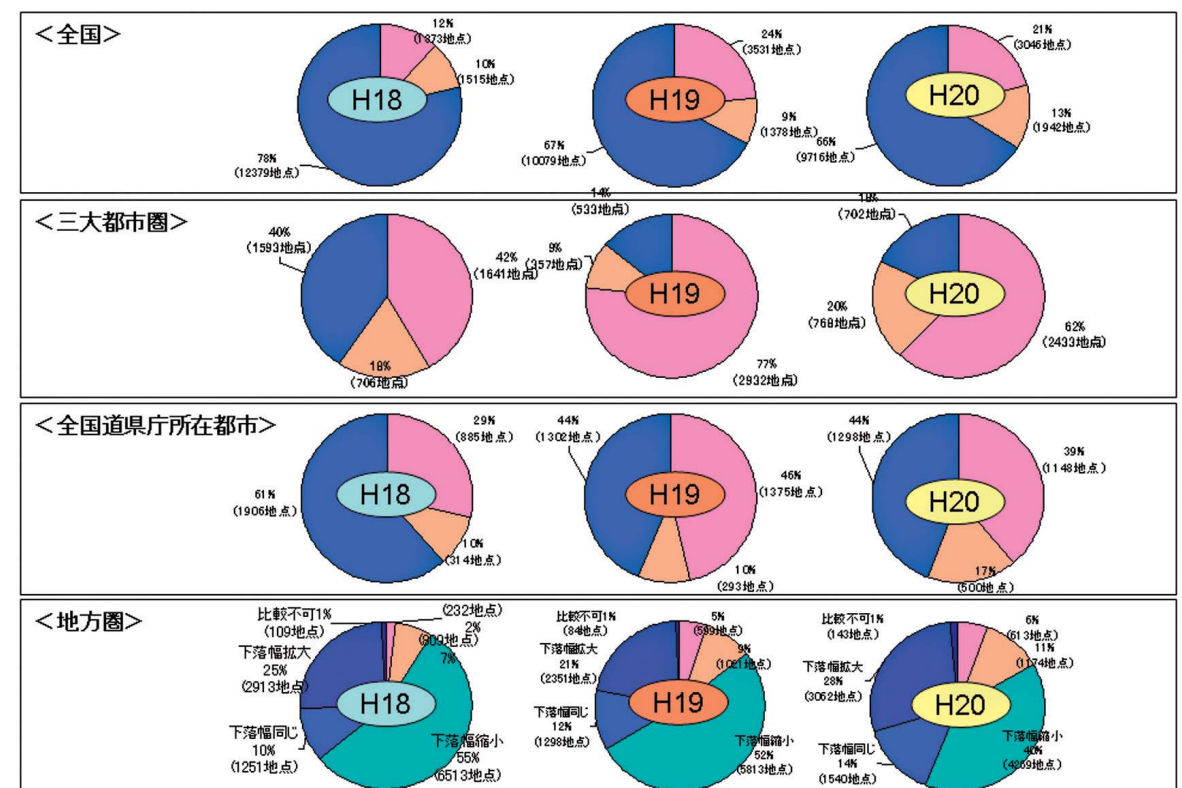 ＜全国＞
12%
(1873地点)
10%
(1515地点)
H18
78%
(12379地点)
24%
(3531地点)
9%
(1378地点)
H19
67%
(10079地点)
21%
(3046地点)
13%
(1942地点)
H20
66%
(9716地点)
＜三大都市圏＞
40%
(1593地点)
42%
(1641地点)
18%
(706地点)
14%
(533地点)
9%
(357地点)
H19
77%
(2932地点)
18%
(702地点)
20%
(768地点)
H20
62%
(2433地点)
＜全国道県庁所在都市＞
29%
(885地点)
H18
61%
(1906地点)
10%
(314地点)
44%
(1302地点)
H19
46%
(1375地点)
10%
(293地点)
44%
(1298地点)
H20
39%
(1148地点)
17%
(500地点)
＜地方圏＞
比較不可1%
(109地点)
(232地点)
2%
(809地点)
7%
下落幅拡大
25%
(2913地点)
H18
下落幅同じ
10%
(1251地点)
下落幅縮小
55%
(6513地点)
比較不可1%
(84地点)
5%
(599地点)
9%
(1021地点)
下落幅拡大
21%
(2351地点)
H19
下落幅同じ
12%
(1298地点)
下落幅縮小
52%
(5813地点)
比較不可1%
(143地点)
6%
(613地点)
11%
(1174地点)
下落幅拡大
28%
(3062地点)
H20
下落幅同じ
14%
(1540地点)
下落幅縮小
40%
(4269地点)